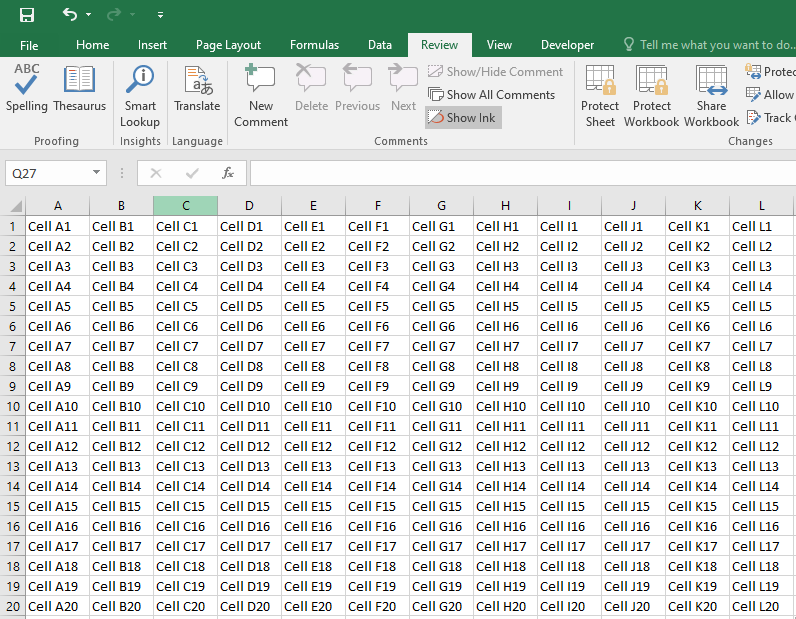 File Home Insert Page Layout Formulas Data Review View Developer Tell me what you want to do...
ABC
Show/Hide Comment Protec
Show All Comments Allow
Spelling Thesaurus Smart Translate New Delete Previous Next Protect Protect Share
Lookup Comment Show Ink Sheet Workbook Workbook Track C
Proofing Insights Language Comments Changes
Q27 fx
A B C D E F G H I J K L
1 Cell A1 Cell B1 Cell C1 Cell D1 Cell E1 Cell F1 Cell G1 Cell H1 Cell I1 Cell J1 Cell K1 Cell L1
2 Cell A2 Cell B2 Cell C2 Cell D2 Cell E2 Cell F2 Cell G2 Cell H2 Cell I2 Cell J2 Cell K2 Cell L2
3 Cell A3 Cell B3 Cell C3 Cell D3 Cell E3 Cell F3 Cell G3 Cell H3 Cell I3 Cell J3 Cell K3 Cell L3
4 Cell A4 Cell B4 Cell C4 Cell D4 Cell E4 Cell F4 Cell G4 Cell H4 Cell I4 Cell J4 Cell K4 Cell L4
5 Cell A5 Cell B5 Cell C5 Cell D5 Cell E5 Cell F5 Cell G5 Cell H5 Cell I5 Cell J5 Cell K5 Cell L5
6 Cell A6 Cell B6 Cell C6 Cell D6 Cell E6 Cell F6 Cell G6 Cell H6 Cell I6 Cell J6 Cell K6 Cell L6
7 Cell A7 Cell B7 Cell C7 Cell D7 Cell E7 Cell F7 Cell G7 Cell H7 Cell I7 Cell J7 Cell K7 Cell L7
8 Cell A8 Cell B8 Cell C8 Cell D8 Cell E8 Cell F8 Cell G8 Cell H8 Cell I8 Cell J8 Cell K8 Cell L8
9 Cell A9 Cell B9 Cell C9 Cell D9 Cell E9 Cell F9 Cell G9 Cell H9 Cell I9 Cell J9 Cell K9 Cell L9
10 Cell A10 Cell B10 Cell C10 Cell D10 Cell E10 Cell F10 Cell G10 Cell H10 Cell I10 Cell J10 Cell K10 Cell L10
11 Cell A11 Cell B11 Cell C11 Cell D11 Cell E11 Cell F11 Cell G11 Cell H11 Cell I11 Cell J11 Cell K11 Cell L11
12 Cell A12 Cell B12 Cell C12 Cell D12 Cell E12 Cell F12 Cell G12 Cell H12 Cell I12 Cell J12 Cell K12 Cell L12
13 Cell A13 Cell B13 Cell C13 Cell D13 Cell E13 Cell F13 Cell G13 Cell H13 Cell I13 Cell J13 Cell K13 Cell L13
14 Cell A14 Cell B14 Cell C14 Cell D14 Cell E14 Cell F14 Cell G14 Cell H14 Cell I14 Cell J14 Cell K14 Cell L14
15 Cell A15 Cell B15 Cell C15 Cell D15 Cell E15 Cell F15 Cell G15 Cell H15 Cell I15 Cell J15 Cell K15 Cell L15
16 Cell A16 Cell B16 Cell C16 Cell D16 Cell E16 Cell F16 Cell G16 Cell H16 Cell I16 Cell J16 Cell K16 Cell L16
17 Cell A17 Cell B17 Cell C17 Cell D17 Cell E17 Cell F17 Cell G17 Cell H17 Cell I17 Cell J17 Cell K17 Cell L17
18 Cell A18 Cell B18 Cell C18 Cell D18 Cell E18 Cell F18 Cell G18 Cell H18 Cell I18 Cell J18 Cell K18 Cell L18
19 Cell A19 Cell B19 Cell C19 Cell D19 Cell E19 Cell F19 Cell G19 Cell H19 Cell I19 Cell J19 Cell K19 Cell L19
20 Cell A20 Cell B20 Cell C20 Cell D20 Cell E20 Cell F20 Cell G20 Cell H20 Cell I20 Cell J20 Cell K20 Cell L20